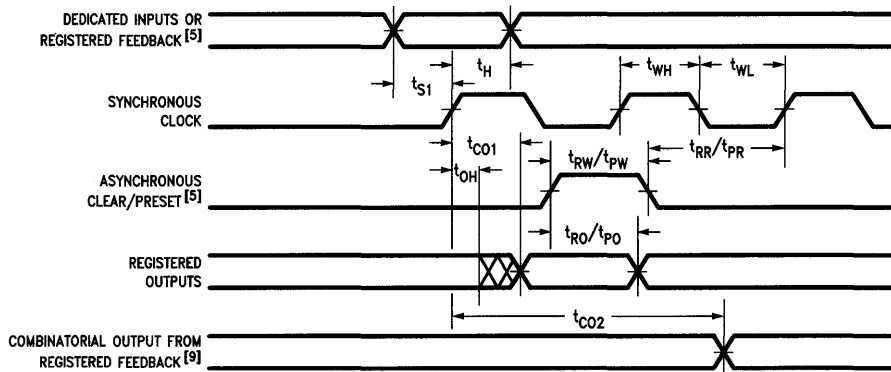 DEDICATED INPUTS OR
REGISTERED FEEDBACK [5]
tS1
tH
tWH
tWL
SYNCHRONOUS
CLOCK
tCO1
tOH
tRW/tPW
tRR/tPR
ASYNCHRONOUS
CLEAR/PRESET [5]
tRO/tPO
REGISTERED
OUTPUTS
tCO2
COMBINATORIAL OUTPUT FROM
REGISTERED FEEDBACK [9]